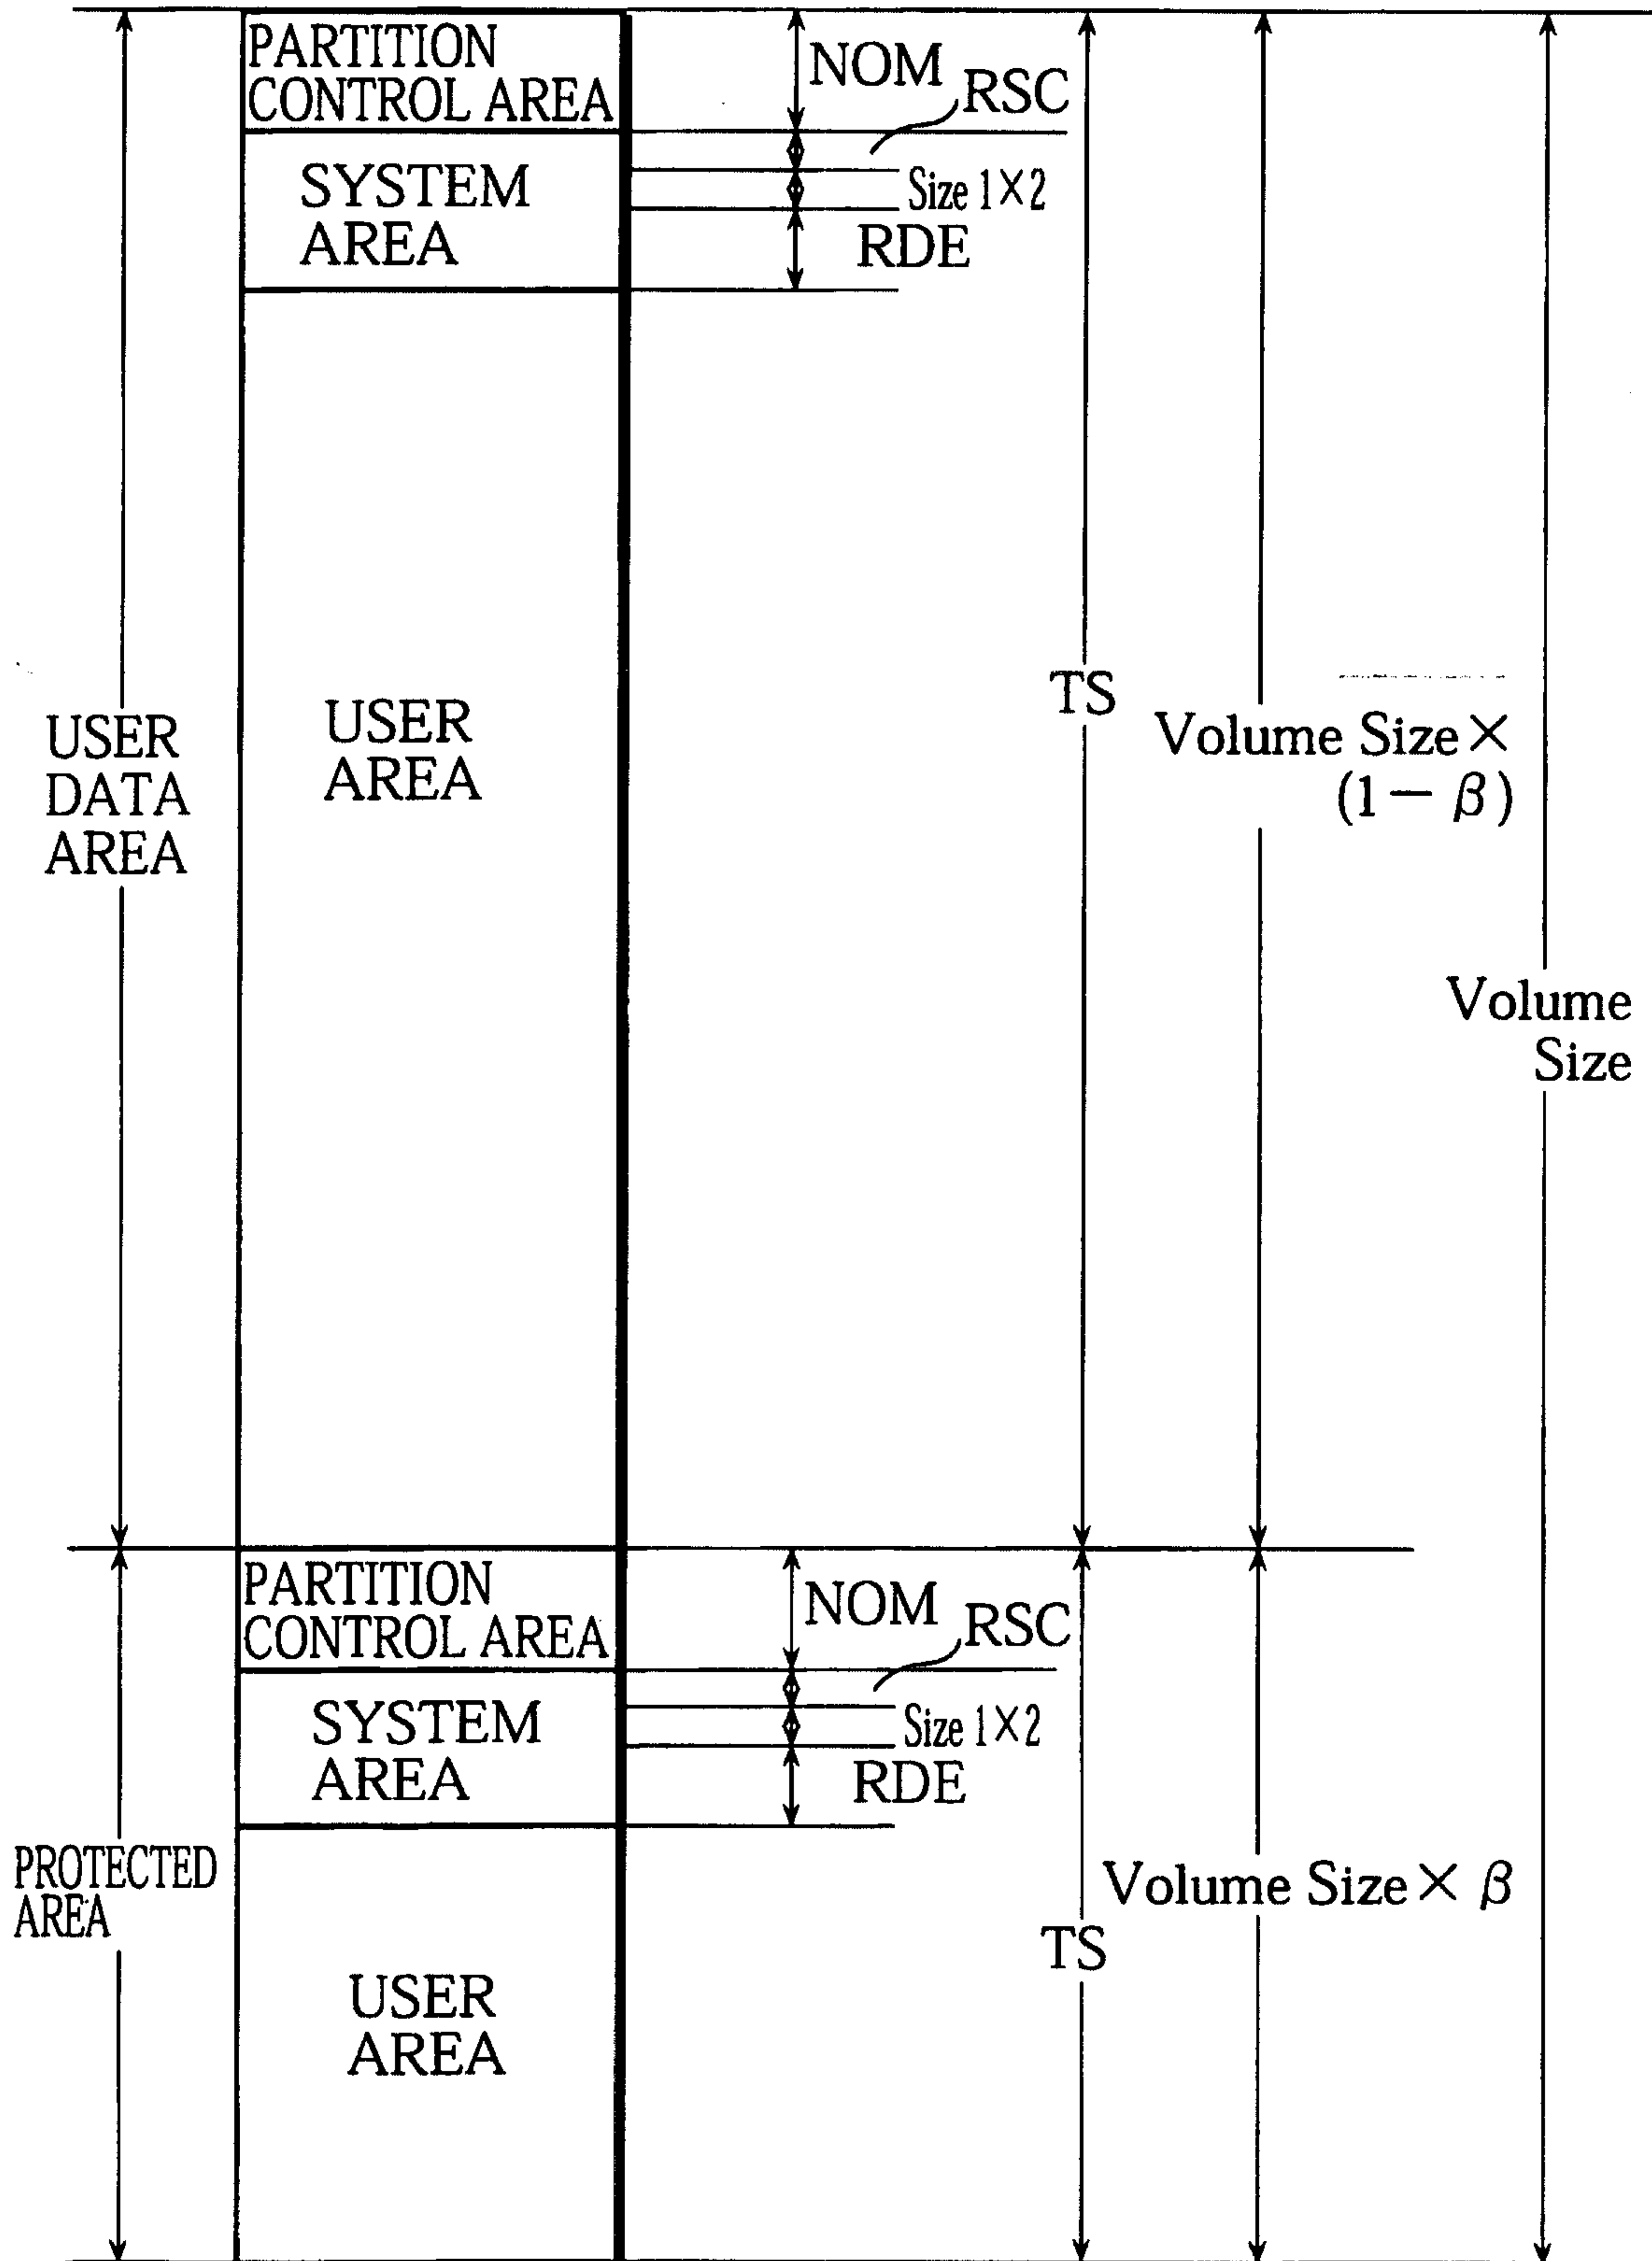 PARTITION
CONTROL AREA
NOM
RSC
SYSTEM
AREA
Size 1×2
RDE
USER
DATA
AREA
USER
AREA
TS
Volume Size×
(1－ β)
Volume
Size
PARTITION
CONTROL AREA
NOM
RSC
SYSTEM
AREA
Size 1×2
RDE
PROTECTED
AREA
USER
AREA
TS
Volume Size× β